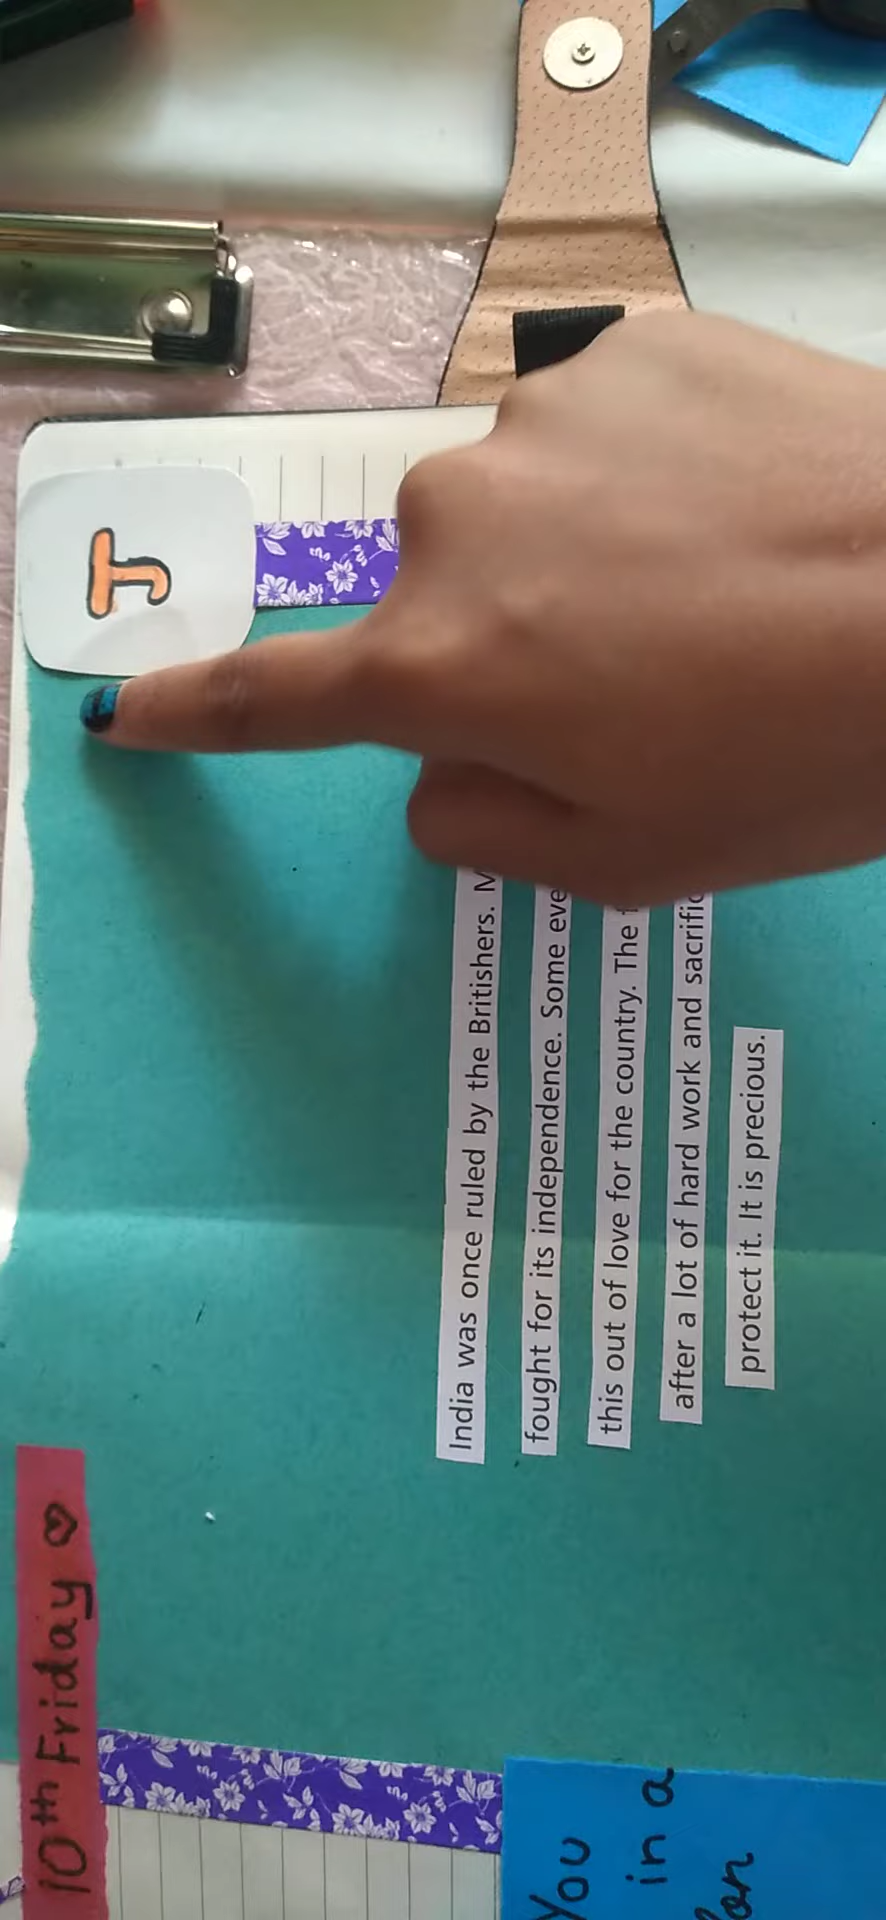 10th Friday
J
India was once ruled by the Britishers.
fought for its independence. Some
this out of love for the country. The
after a lot of hard work and
protect it. It is precious.
You
in a